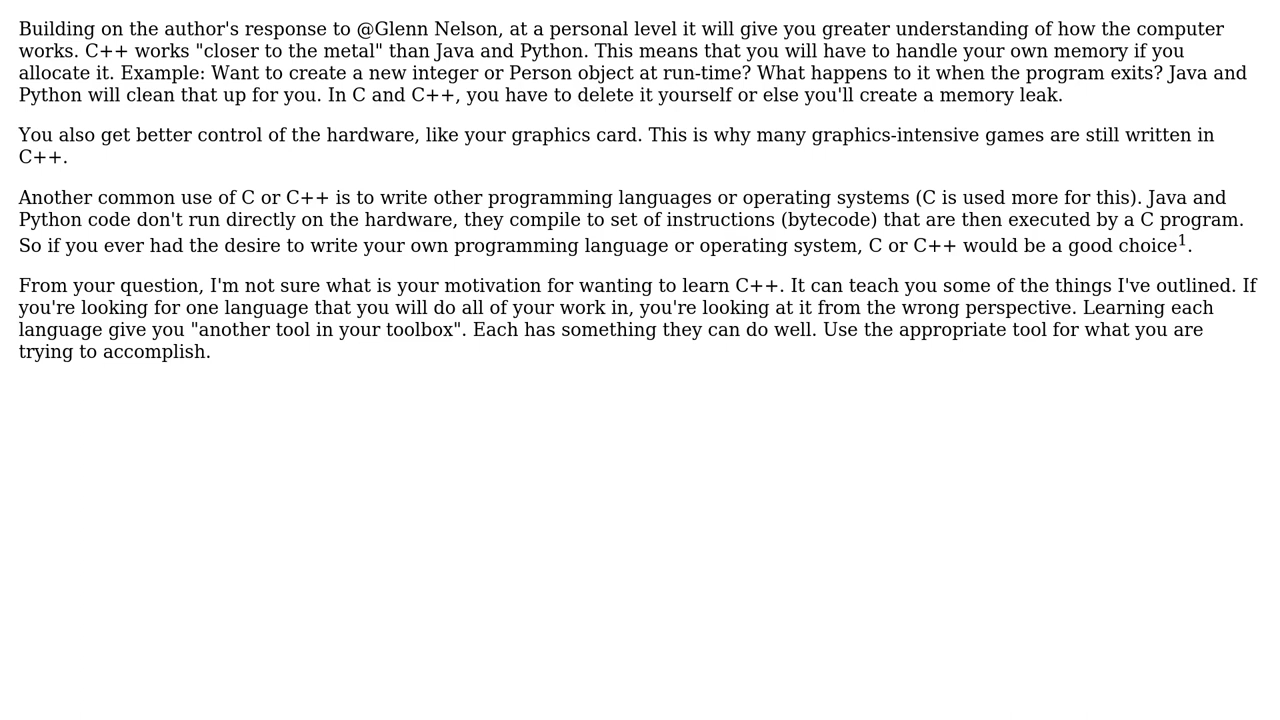 Building on the author's response to @Glenn Nelson, at a personal level it will give you greater understanding of how the computer
works. C++ works "closer to the metal" than Java and Python. This means that you will have to handle your own memory if you
allocate it. Example: Want to create a new integer or Person object at run-time? What happens to it when the program exits? Java and
Python will clean that up for you. In C and C++, you have to delete it yourself or else you'll create a memory leak.
You also get better control of the hardware, like your graphics card. This is why many graphics-intensive games are still written in
C++.
Another common use of C or C++ is to write other programming languages or operating systems (C is used more for this). Java and
Python code don't run directly on the hardware, they compile to set of instructions (bytecode) that are then executed by a C program.
So if you ever had the desire to write your own programming language or operating system, C or C++ would be a good choice¹.
From your question, I'm not sure what is your motivation for wanting to learn C++. It can teach you some of the things I've outlined. If
you're looking for one language that you will do all of your work in, you're looking at it from the wrong perspective. Learning each
language give you "another tool in your toolbox". Each has something they can do well. Use the appropriate tool for what you are
trying to accomplish.